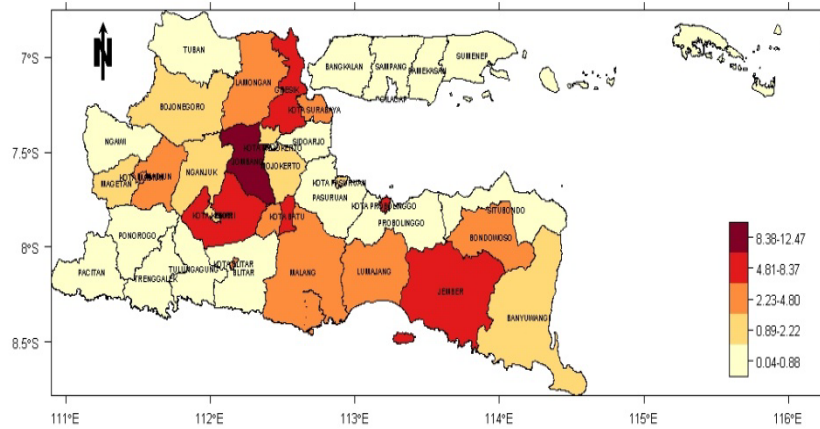 7°S
N
TUBAN
BANGKALAN
SAMPANG
PAMEKASAN
SUMENEP
LAMONGAN
GRESIK
BOJONEGORO
KOTA SURABAYA
7.5°S
NGAWI
SIDOARJO
MAGETAN
NGANJUK
JOMBANG
MOJOKERTO
KOTA PASURUAN
PASURUAN
KOTA PROBOLINGGO
PROBOLINGGO
SITUBONDO
KOTA BATU
8°S
PONOROGO
BONDOWOSO
PACITAN
TRENGGALEK
TULUNGAGUNG
KOTA BLITAR
BLITAR
MALANG
LUMAJANG
JEMBER
BANYUWANGI
8.5°S
8.38-12.47
4.81-8.37
2.23-4.80
0.89-2.22
0.04-0.88
111°E
112°E
113°E
114°E
115°E
116°E